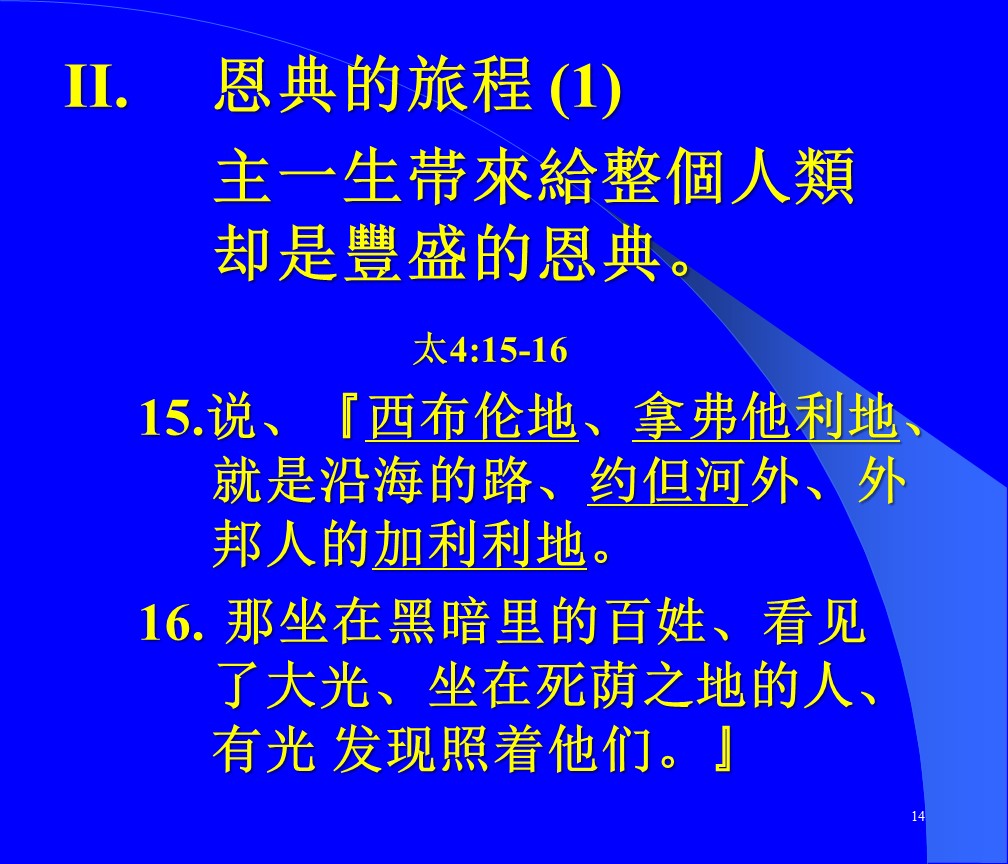 II. 恩典的旅程 (1)
主一生带來給整個人類
却是豐盛的恩典。
太4:15-16
15.说、『西布伦地、拿弗他利地、
就是沿海的路、约但河外、外
邦人的加利利地。
16. 那坐在黑暗里的百姓、看见
了大光、坐在死荫之地的人、
有光 发现照着他们。』
14